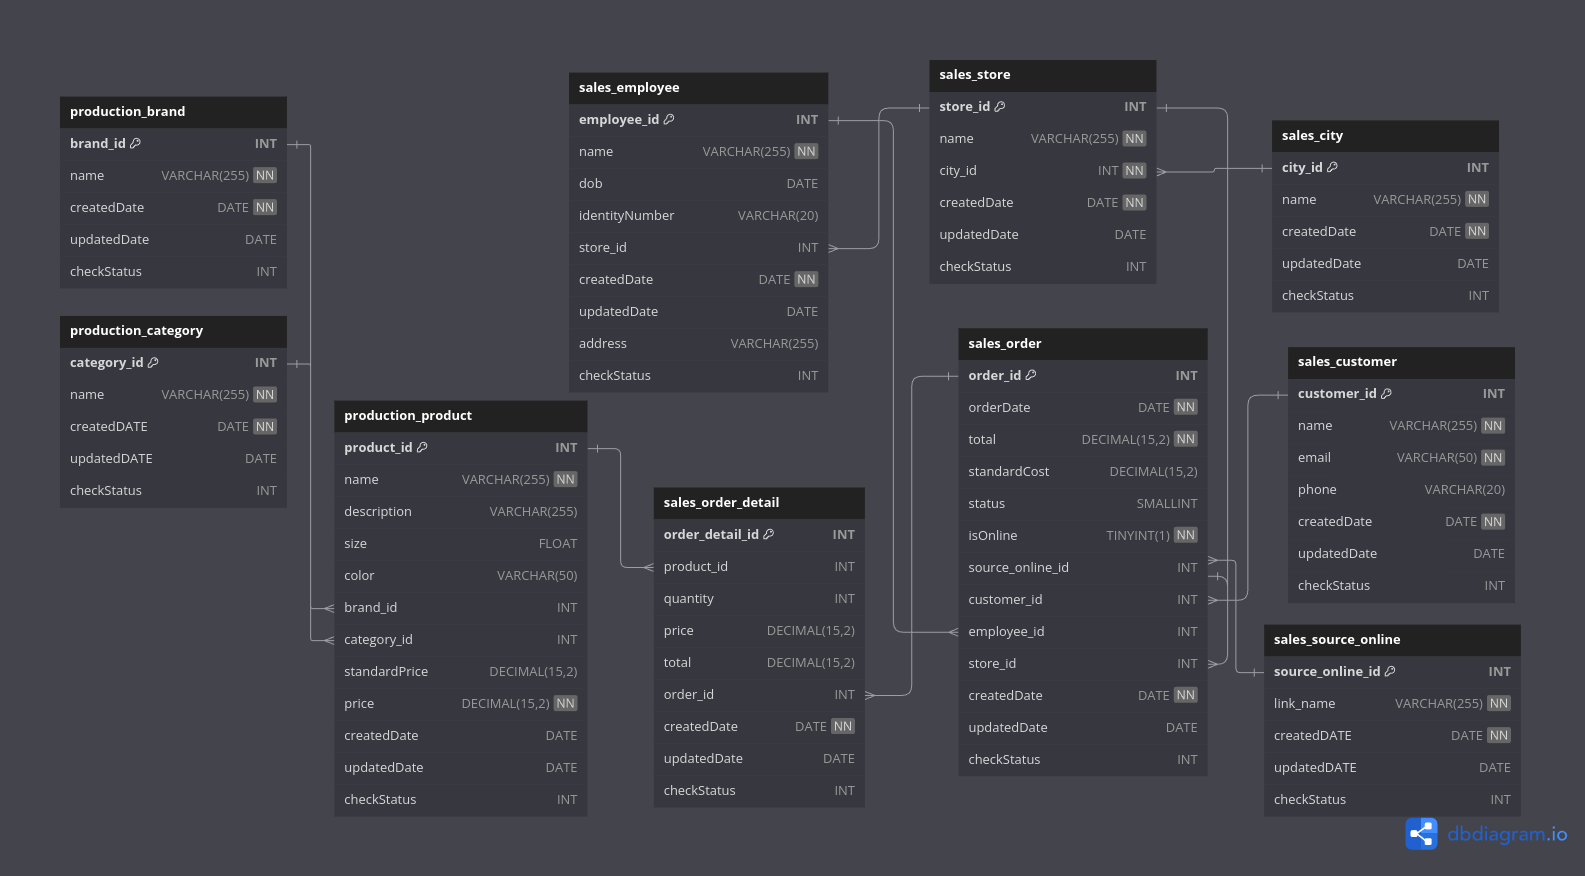 production_brand
brand_id INT
name VARCHAR(255) NN
createdDate DATE NN
updatedDate DATE
checkStatus INT
production_category
category_id INT
name VARCHAR(255) NN
createdDATE DATE NN
updatedDATE DATE
checkStatus INT
production_product
product_id INT
name VARCHAR(255) NN
description VARCHAR(255)
size FLOAT
color VARCHAR(50)
brand_id INT
category_id INT
standardPrice DECIMAL(15,2)
price DECIMAL(15,2) NN
createdDate DATE
updatedDate DATE
checkStatus INT
sales_employee
employee_id INT
name VARCHAR(255) NN
dob DATE
identityNumber VARCHAR(20)
store_id INT
createdDate DATE NN
updatedDate DATE
address VARCHAR(255)
checkStatus INT
sales_order_detail
order_detail_id INT
product_id INT
quantity INT
price DECIMAL(15,2)
total DECIMAL(15,2)
order_id INT
createdDate DATE NN
updatedDate DATE
checkStatus INT
sales_store
store_id INT
name VARCHAR(255) NN
city_id INT NN
createdDate DATE NN
updatedDate DATE
checkStatus INT
sales_order
order_id INT
orderDate DATE NN
total DECIMAL(15,2) NN
standardCost DECIMAL(15,2)
status SMALLINT
isOnline TINYINT(1) NN
source_online_id INT
customer_id INT
employee_id INT
store_id INT
createdDate DATE NN
updatedDate DATE
checkStatus INT
sales_city
city_id INT
name VARCHAR(255) NN
createdDate DATE NN
updatedDate DATE
checkStatus INT
sales_customer
customer_id INT
name VARCHAR(255) NN
email VARCHAR(50) NN
phone VARCHAR(20)
createdDate DATE NN
updatedDate DATE
checkStatus INT
sales_source_online
source_online_id INT
link_name VARCHAR(255) NN
createdDATE DATE NN
updatedDATE DATE
checkStatus INT
dbdiagram.io